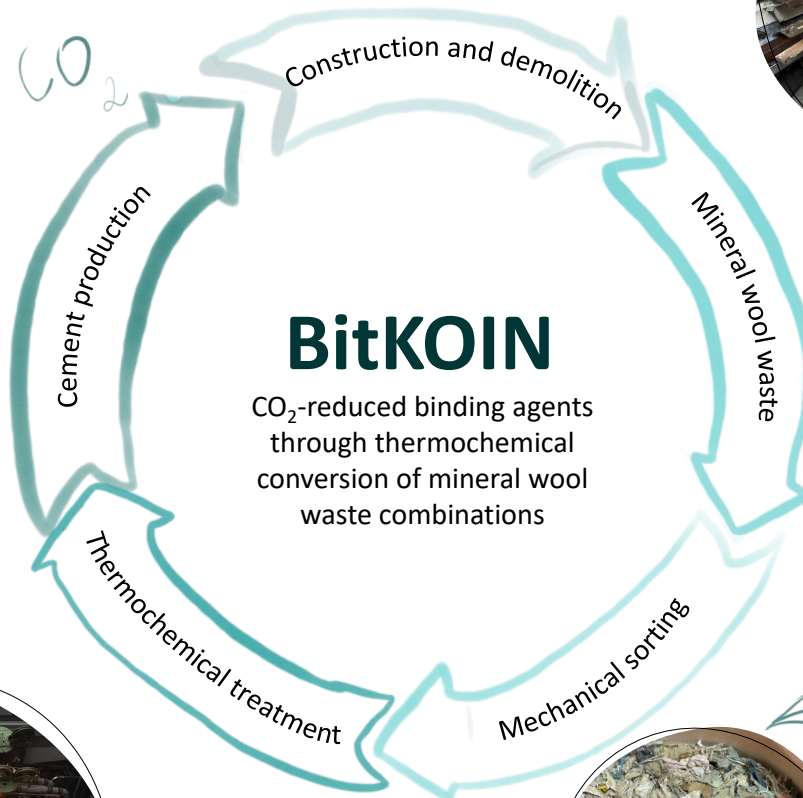 CO₂
Construction and demolition
Mineral wool waste
Mechanical sorting
Thermochemical treatment
Cement production
BitKOIN
CO₂-reduced binding agents
through thermochemical
conversion of mineral wool
waste combinations